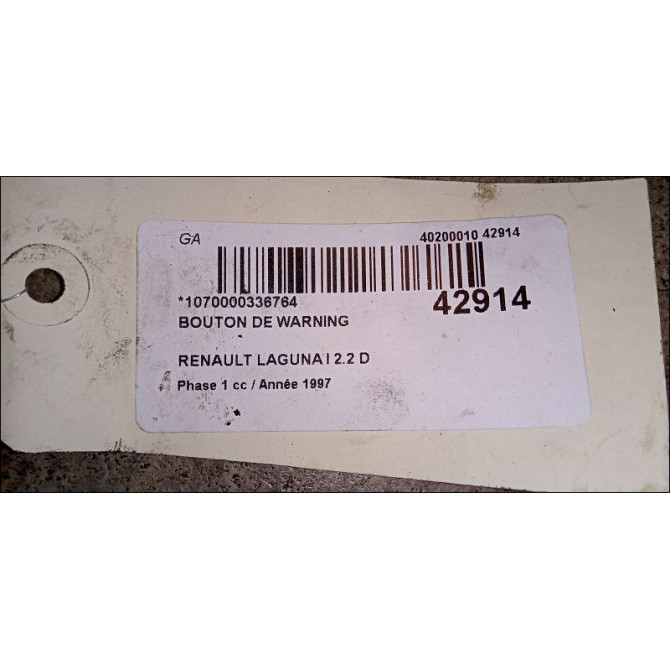 GA
40200010 42914
*1070000336764
42914
BOUTON DE WARNING
RENAULT LAGUNA I 2.2 D
Phase 1 cc / Année 1997